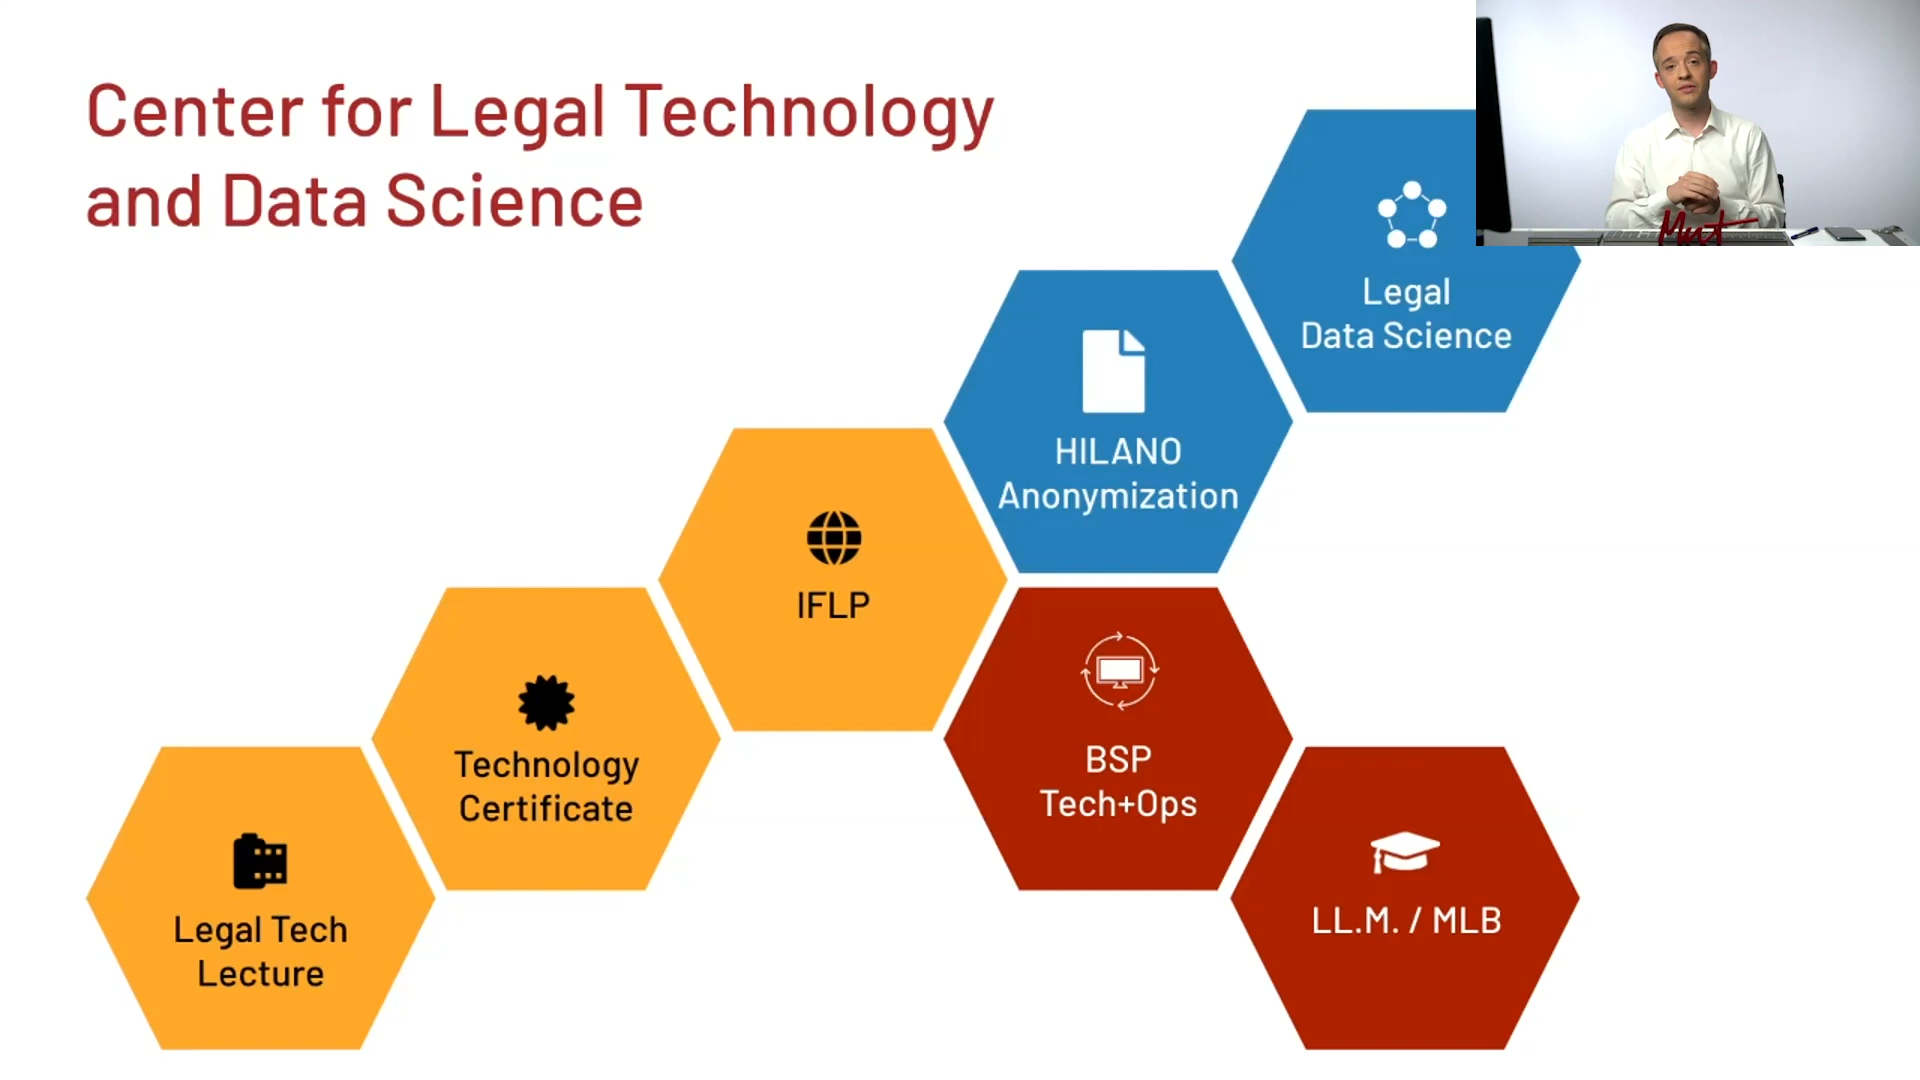 Center for Legal Technology
and Data Science
Legal
Data Science
HILANO
Anonymization
IFLP
BSP
Tech+Ops
Technology
Certificate
LL.M. / MLB
Legal Tech
Lecture